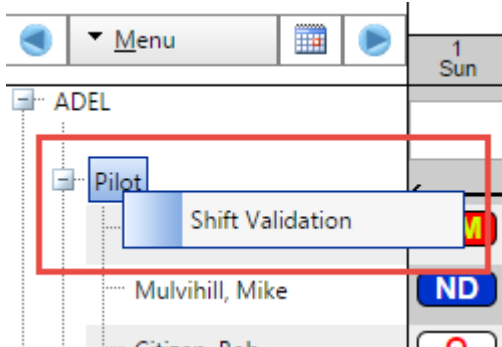 Menu
1
Sun
ADEL
Pilot
Shift Validation
M
Mulvihill, Mike
ND